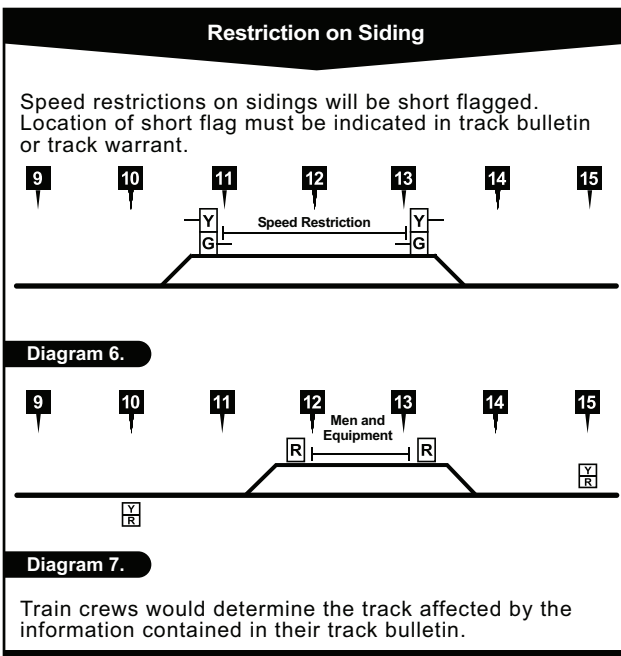 Restriction on Siding
Speed restrictions on sidings will be short flagged.
Location of short flag must be indicated in track bulletin
or track warrant.
9 10 11 12 13 14 15
Y Speed Restriction Y
G G
Diagram 6.
9 10 11 12 13 14 15
Men and
Equipment
R R
Y
R
Y
R
Diagram 7.
Train crews would determine the track affected by the
information contained in their track bulletin.